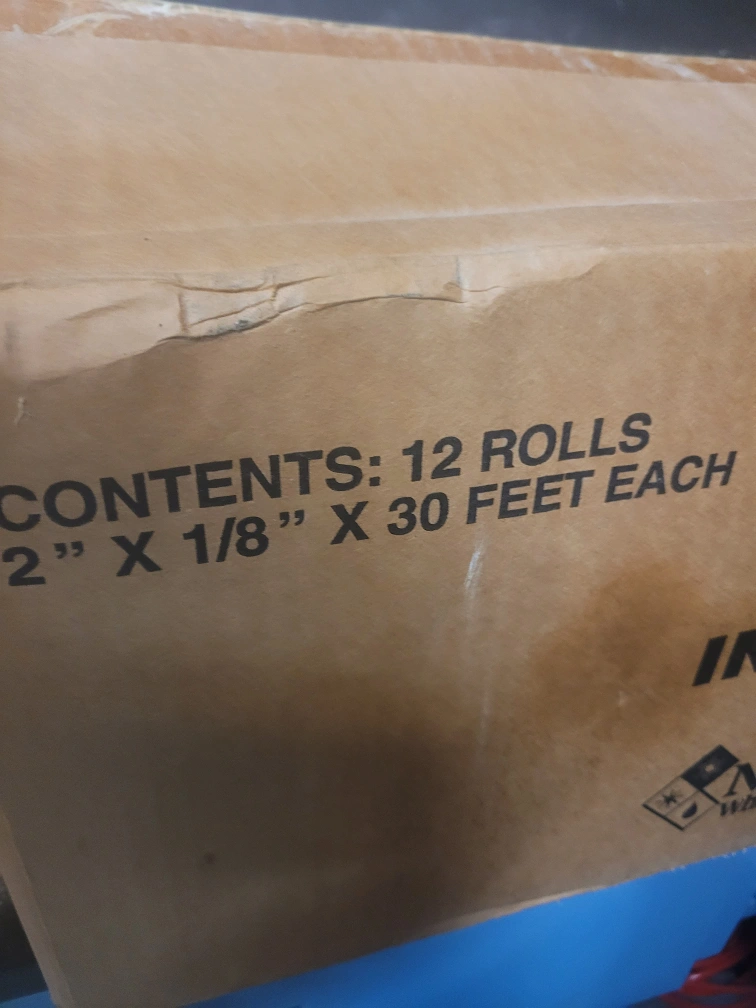 CONTENTS: 12 ROLLS
2” X 1/8” X 30 FEET EACH